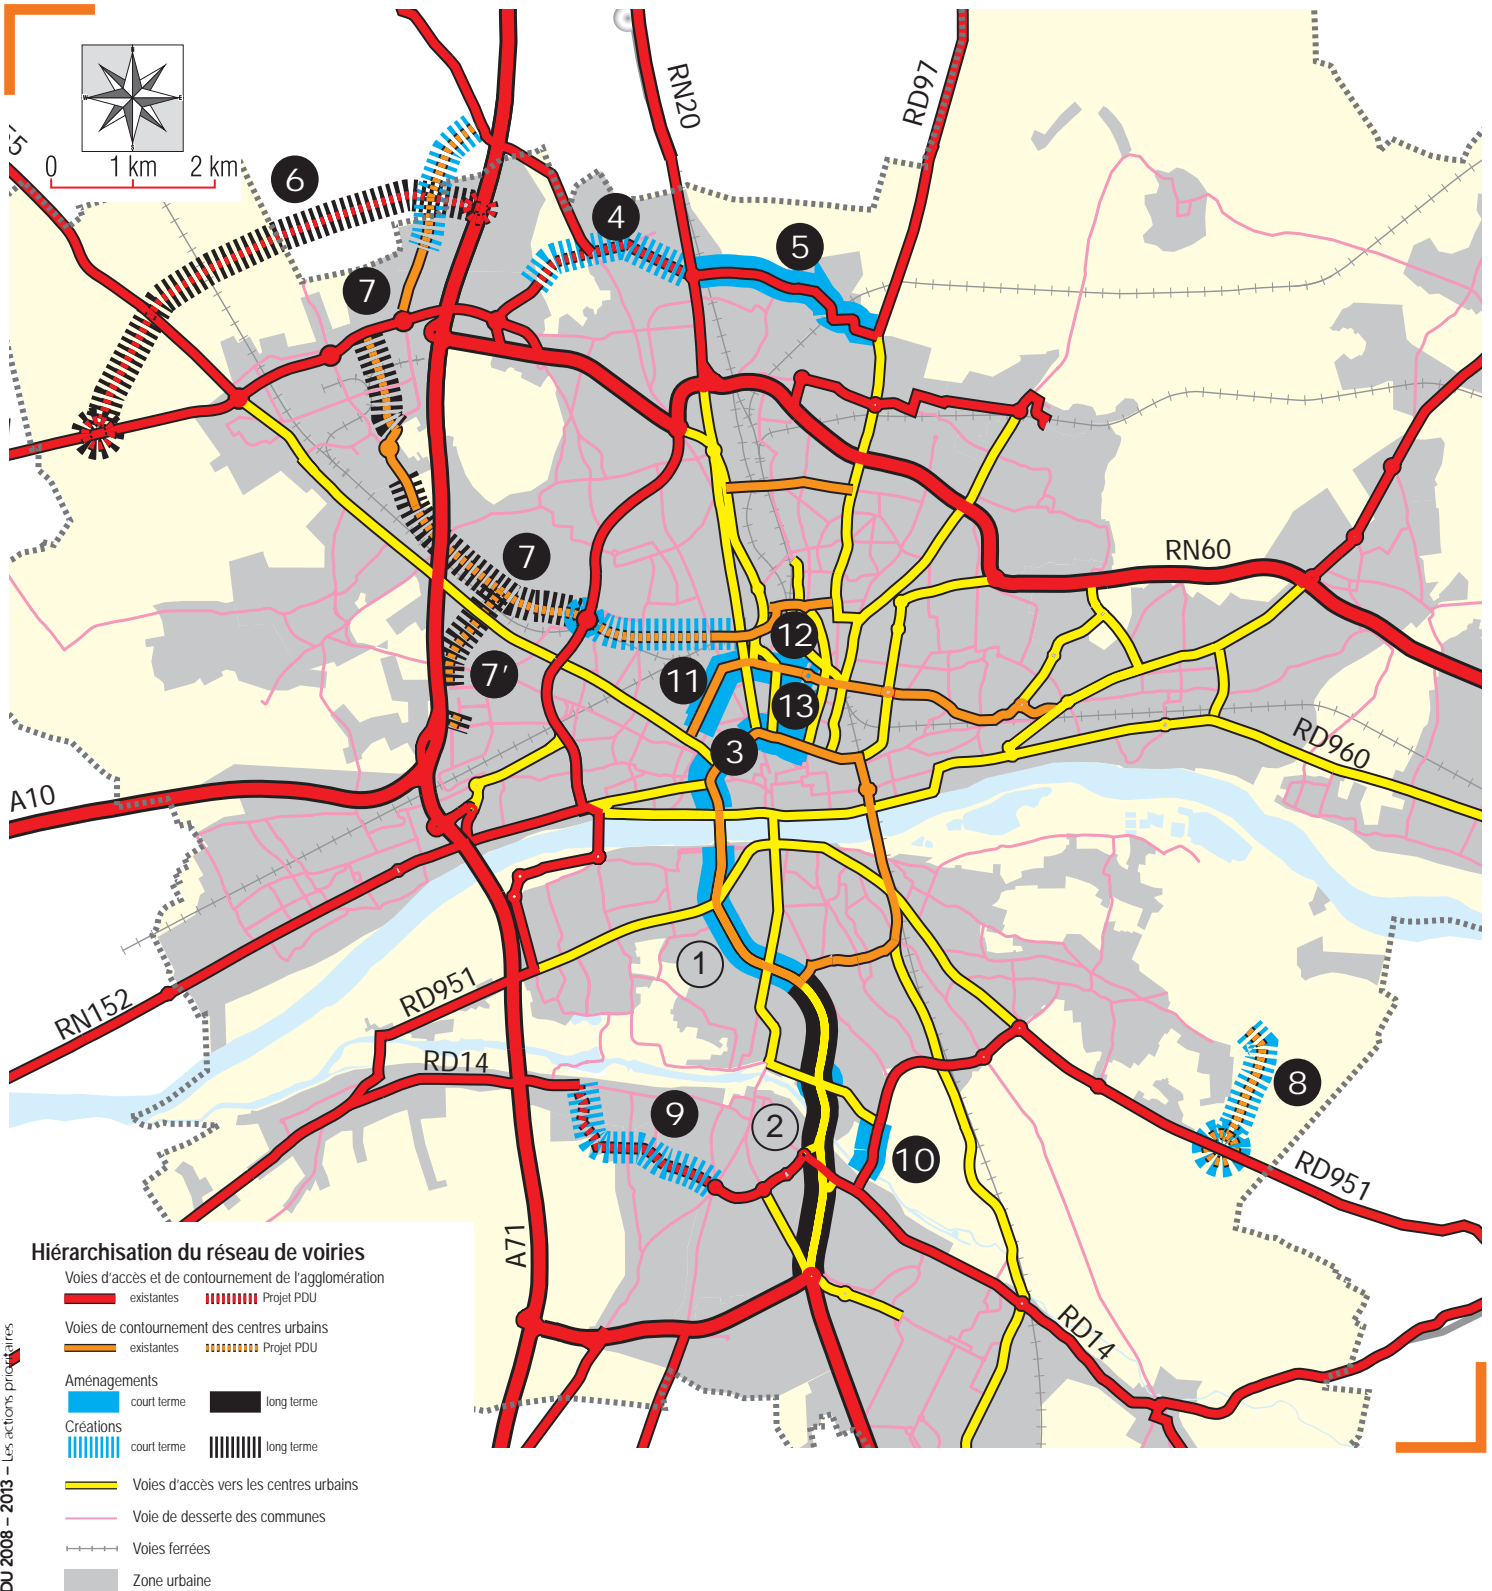 N
W
E
S
0 1 km 2 km
RN20
RD97
6
4
5
7
RN60
7
12
11
7'
13
3
RD960
A10
1
RD951
RN152
RD14
8
9
2
10
RD951
A71
RD14
Hiérarchisation du réseau de voiries
Voies d'accès et de contournement de l'agglomération
existantes Projet PDU
Voies de contournement des centres urbains
existantes Projet PDU
Aménagements
court terme long terme
Créations
court terme long terme
Voies d'accès vers les centres urbains
Voie de desserte des communes
Voies ferrées
Zone urbaine
DU 2008 – 2013 – Les actions prioritaires